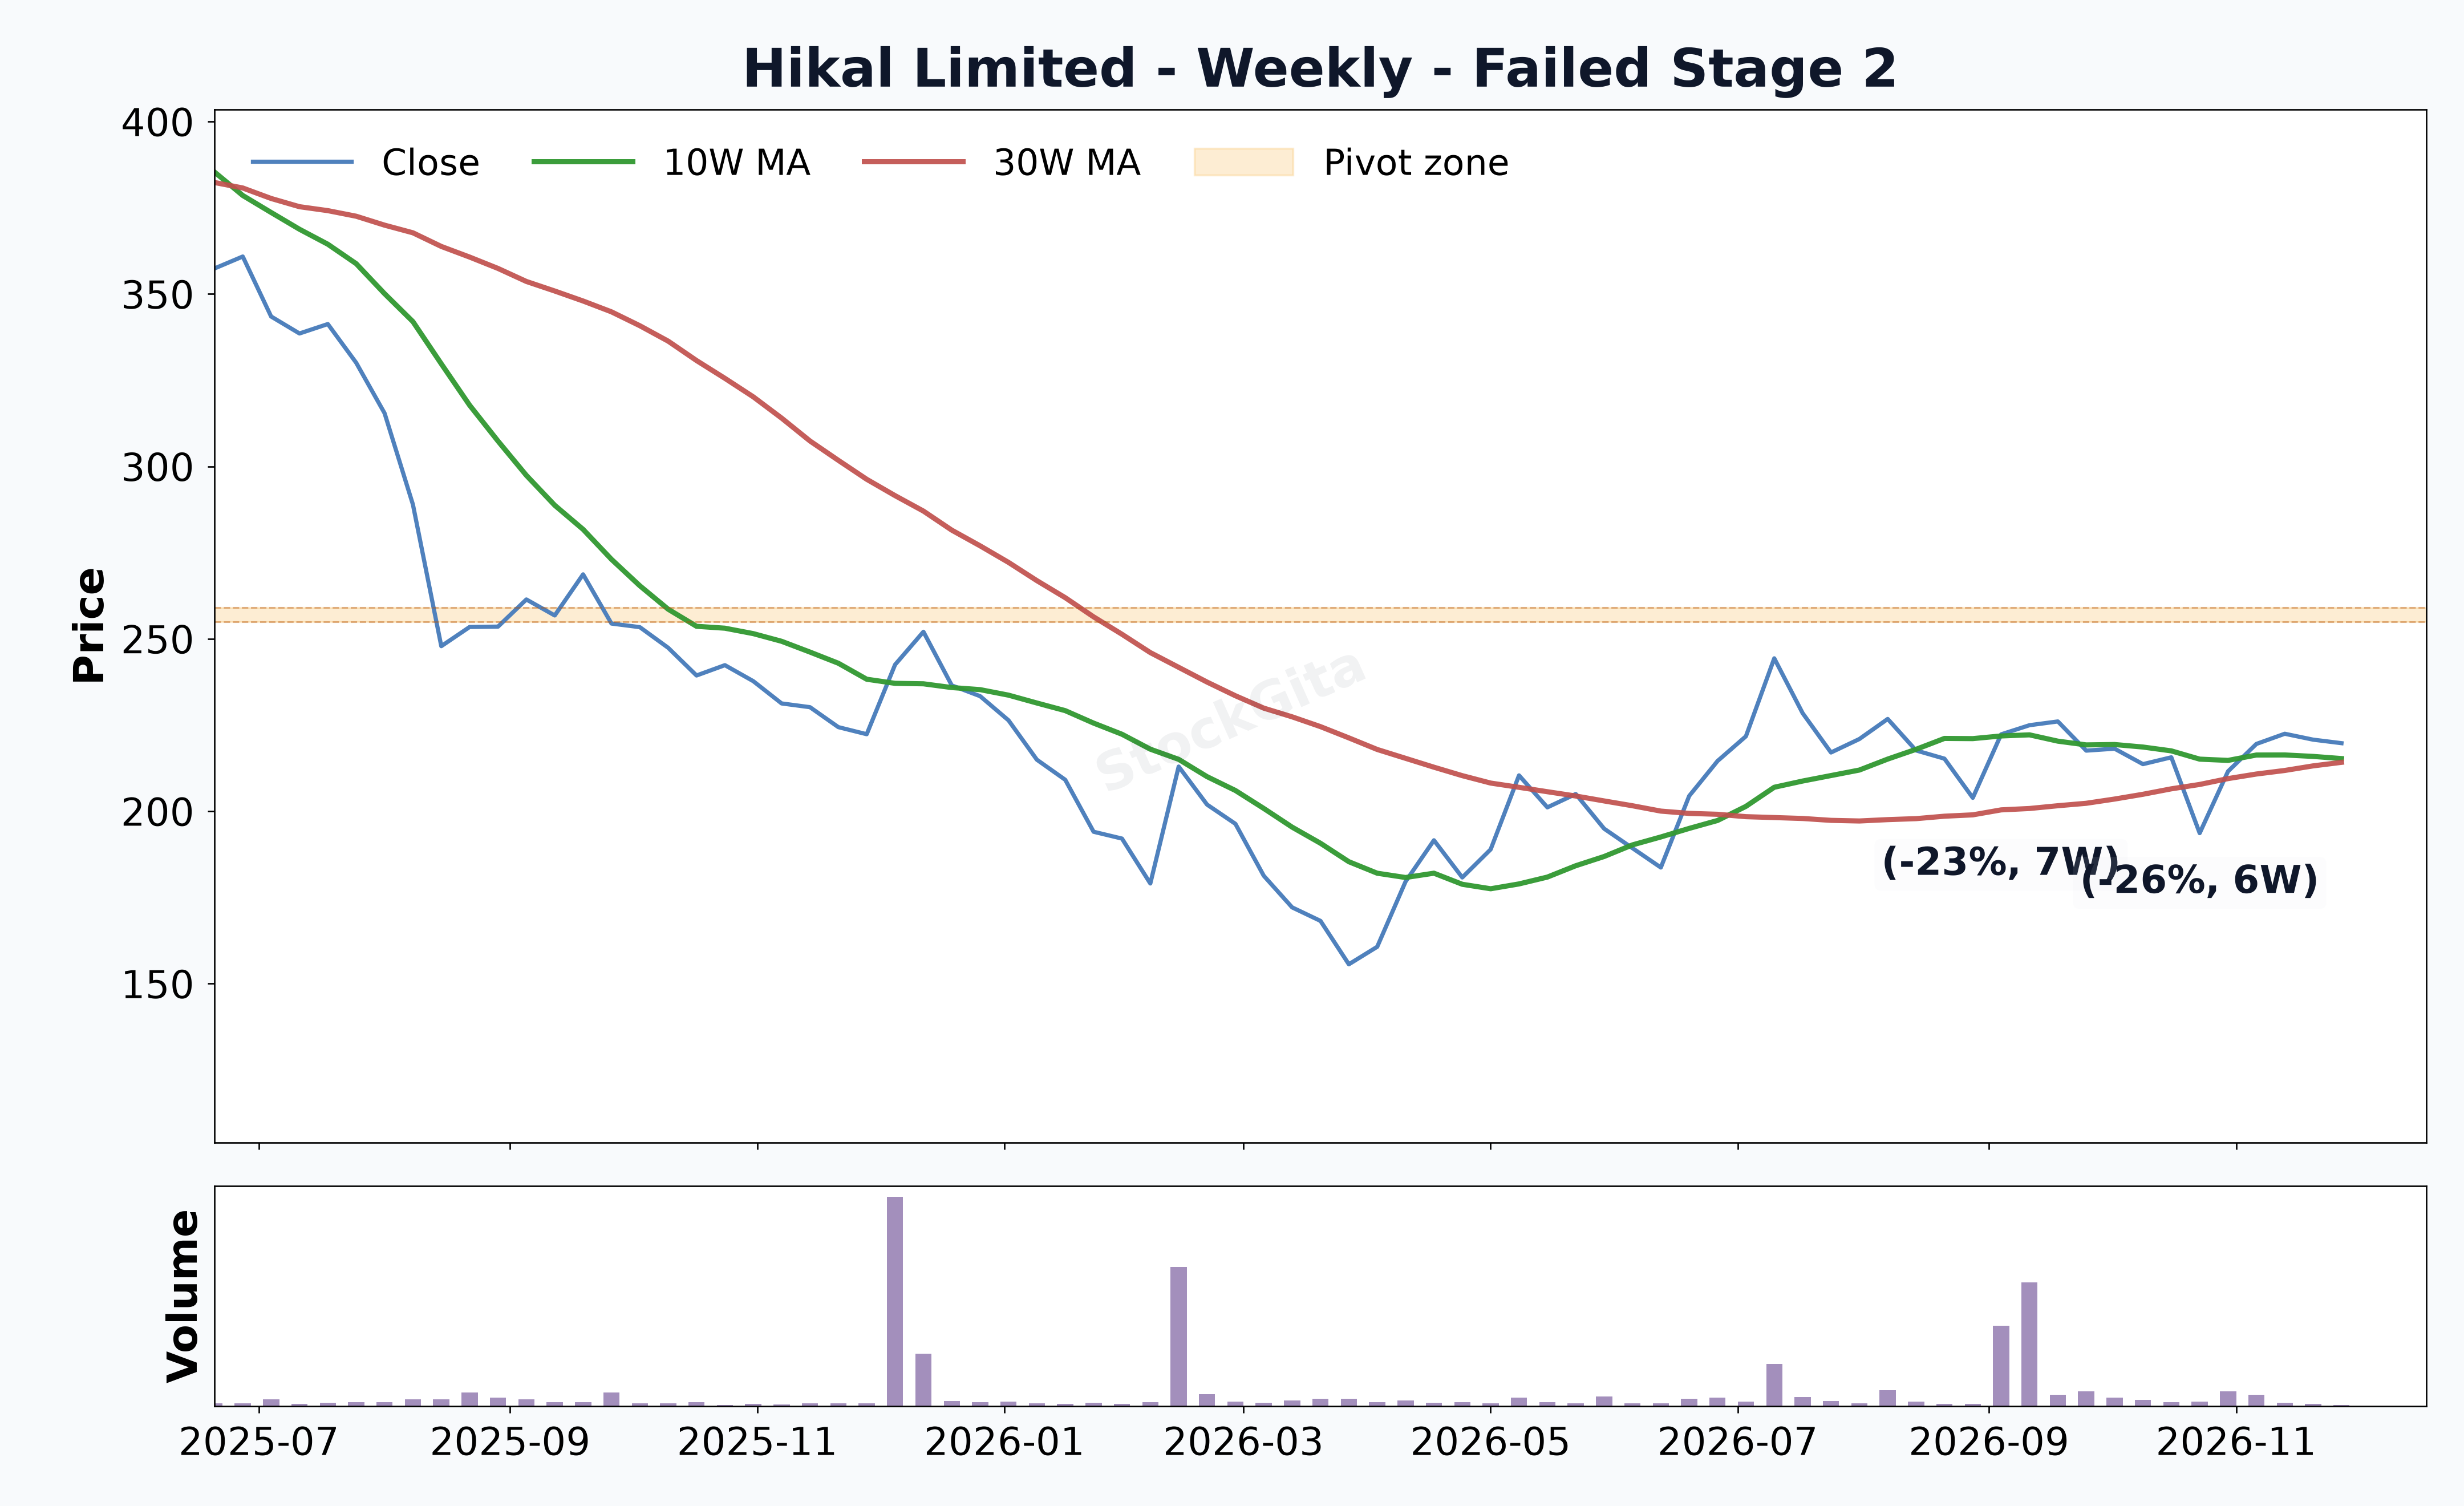 Hikal Limited - Weekly - Failed Stage 2
Close 10W MA 30W MA Pivot zone
400
350
300
250
200
150
Price
StockGita
(-23%, 7W)
(-26%, 6W)
Volume
2025-07 2025-09 2025-11 2026-01 2026-03 2026-05 2026-07 2026-09 2026-11